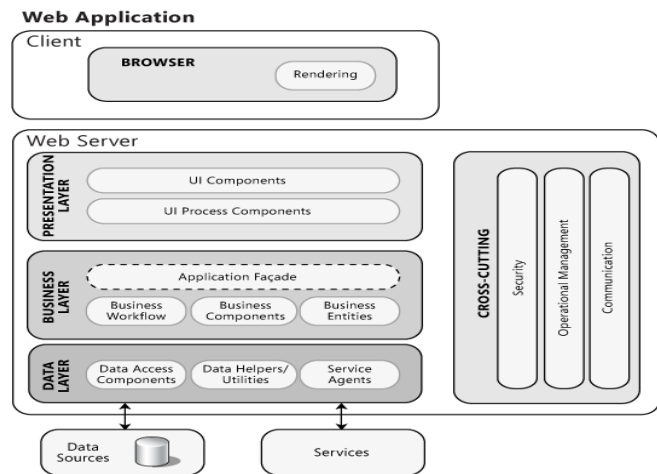 Web Application
Client
BROWSER
Rendering
Web Server
PRESENTATION
LAYER
UI Components
UI Process Components
BUSINESS
LAYER
Application Façade
Business
Workflow
Business
Components
Business
Entities
DATA
LAYER
Data Access
Components
Data Helpers/
Utilities
Service
Agents
CROSS-CUTTING
Security
Operational Management
Communication
Data
Sources
Services